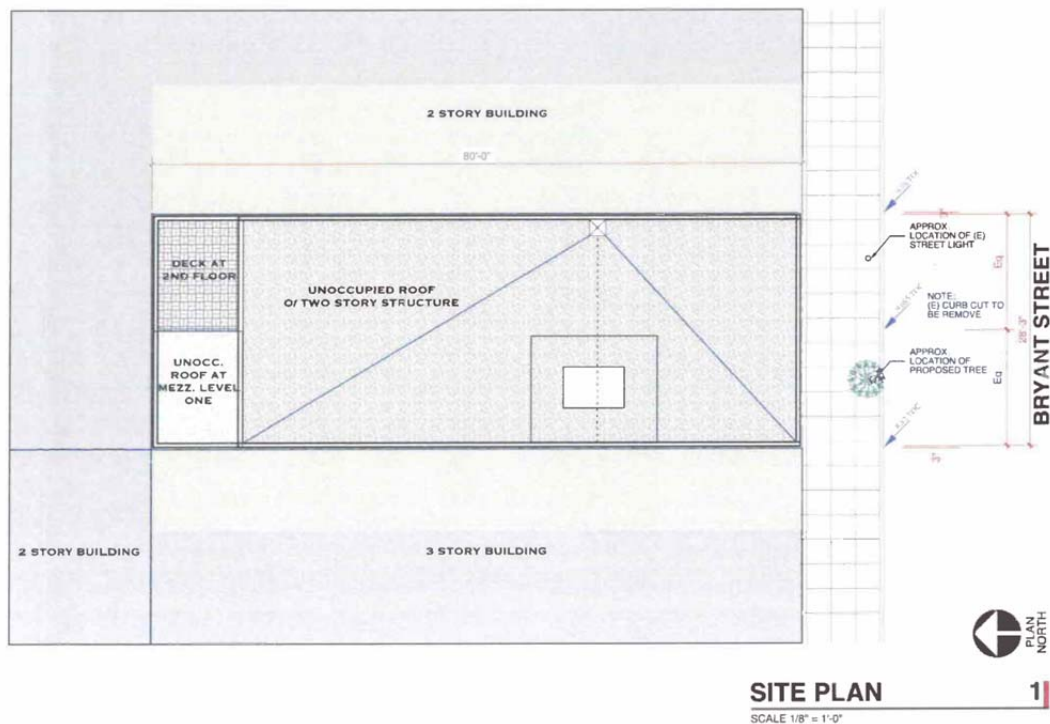 2 STORY BUILDING
80'-0"
DECK AT
2ND FLOOR
UNOCCUPIED ROOF
O/ TWO STORY STRUCTURE
UNOCC.
ROOF AT
MEZZ. LEVEL
ONE
APPROX
LOCATION OF (E)
STREET LIGHT
NOTE:
(E) CURB CUT TO
BE REMOVE
APPROX
LOCATION OF
PROPOSED TREE
Eq
Eq
28'-3"
BRYANT STREET
2 STORY BUILDING
3 STORY BUILDING
PLAN
NORTH
SITE PLAN
1
SCALE 1/8" = 1'-0"